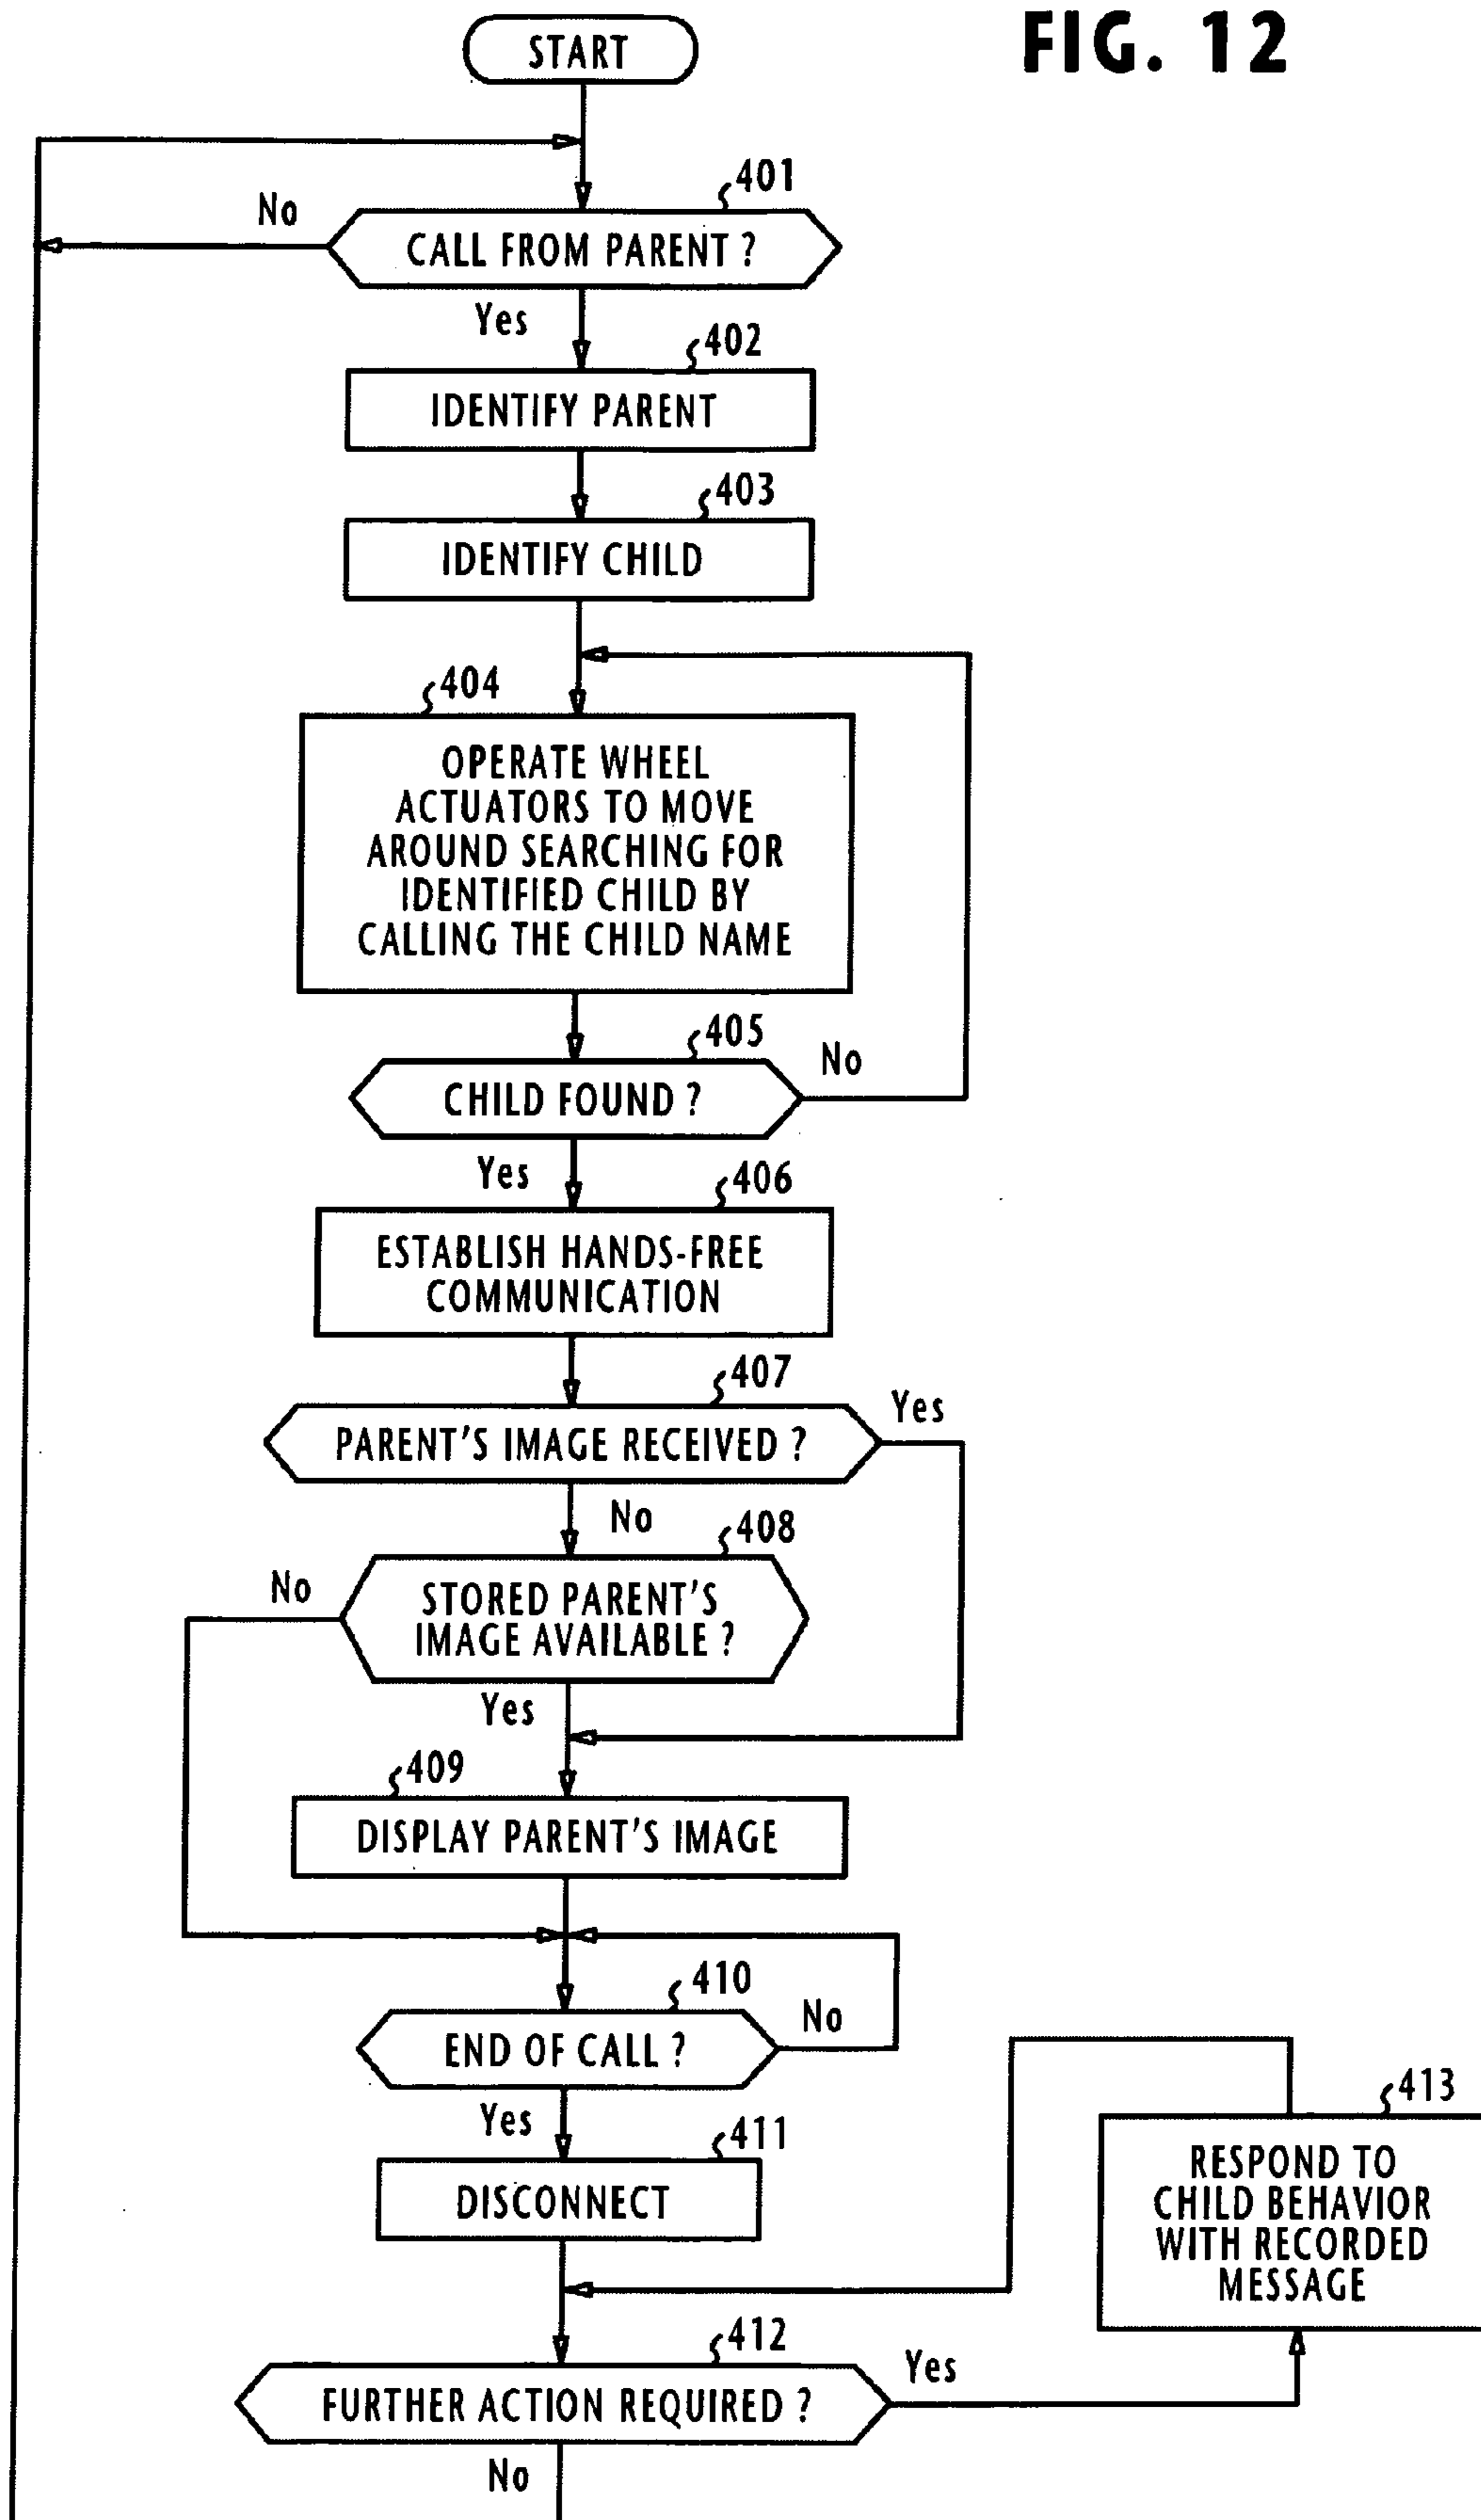 FIG. 12
START
401
No
CALL FROM PARENT ?
Yes
402
IDENTIFY PARENT
403
IDENTIFY CHILD
404
OPERATE WHEEL
ACTUATORS TO MOVE
AROUND SEARCHING FOR
IDENTIFIED CHILD BY
CALLING THE CHILD NAME
405
No
CHILD FOUND ?
Yes
406
ESTABLISH HANDS-FREE
COMMUNICATION
407
Yes
PARENT'S IMAGE RECEIVED ?
No
408
No
STORED PARENT'S
IMAGE AVAILABLE ?
Yes
409
DISPLAY PARENT'S IMAGE
410
No
END OF CALL ?
Yes
411
DISCONNECT
413
RESPOND TO
CHILD BEHAVIOR
WITH RECORDED
MESSAGE
412
Yes
FURTHER ACTION REQUIRED ?
No